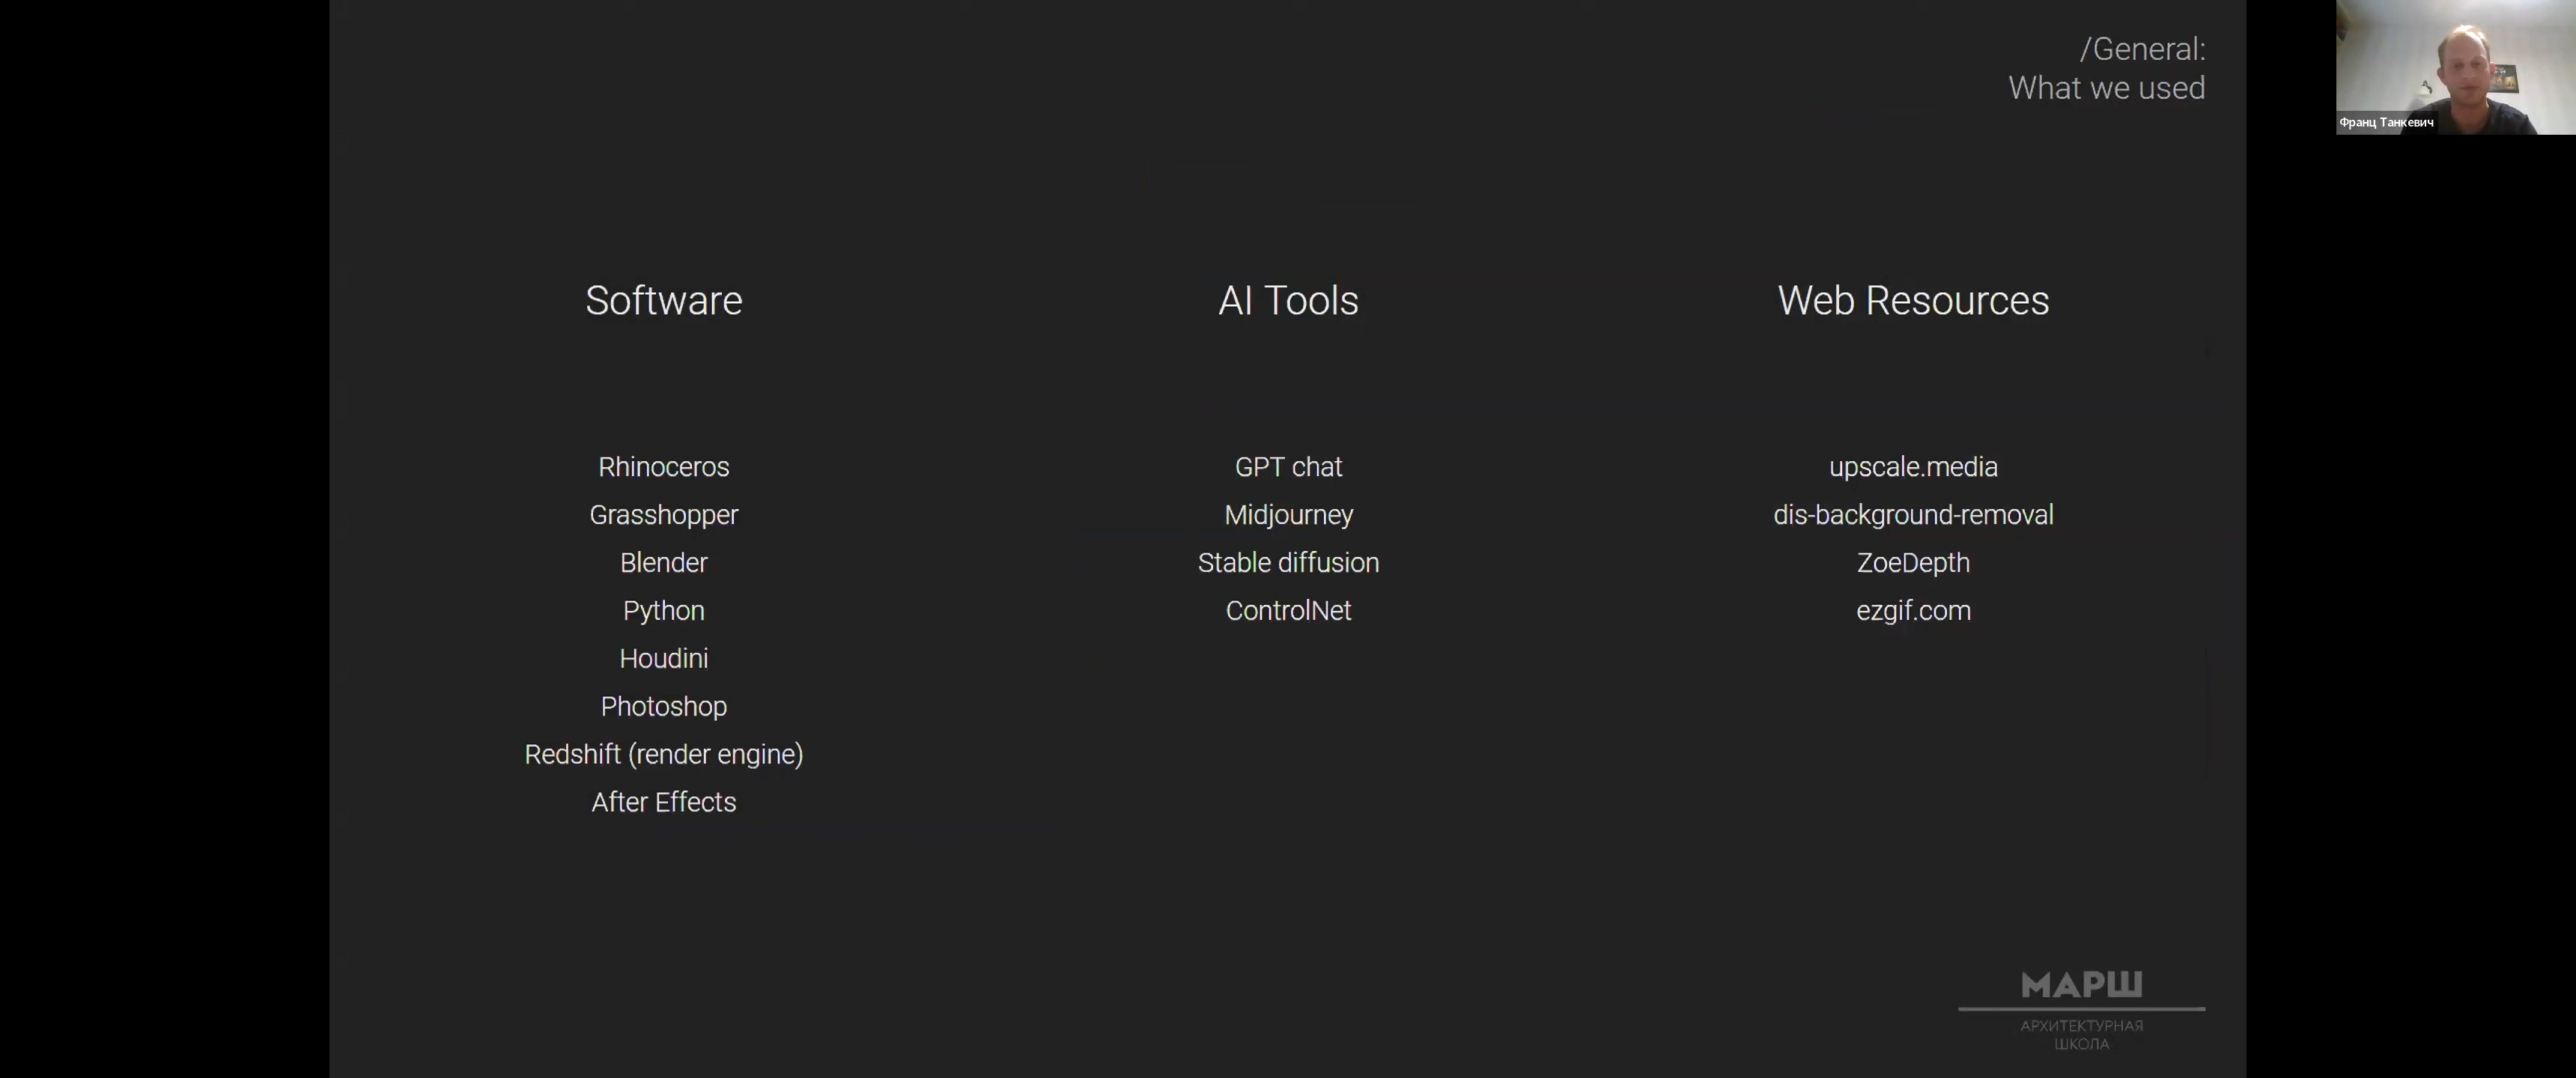 /General:
What we used
Франц Танкевич
Software
Rhinoceros
Grasshopper
Blender
Python
Houdini
Photoshop
Redshift (render engine)
After Effects
AI Tools
GPT chat
Midjourney
Stable diffusion
ControlNet
Web Resources
upscale.media
dis-background-removal
ZoeDepth
ezgif.com
МАРШ
АРХИТЕКТУРНАЯ
ШКОЛА